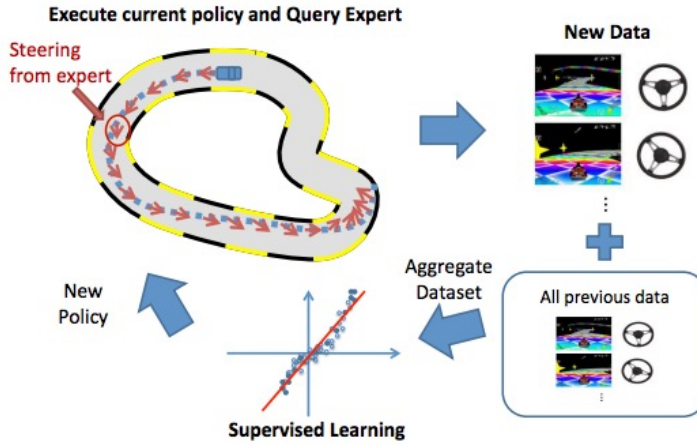 Execute current policy and Query Expert
Steering
from expert
New Data
Aggregate
Dataset
All previous data
New
Policy
Supervised Learning